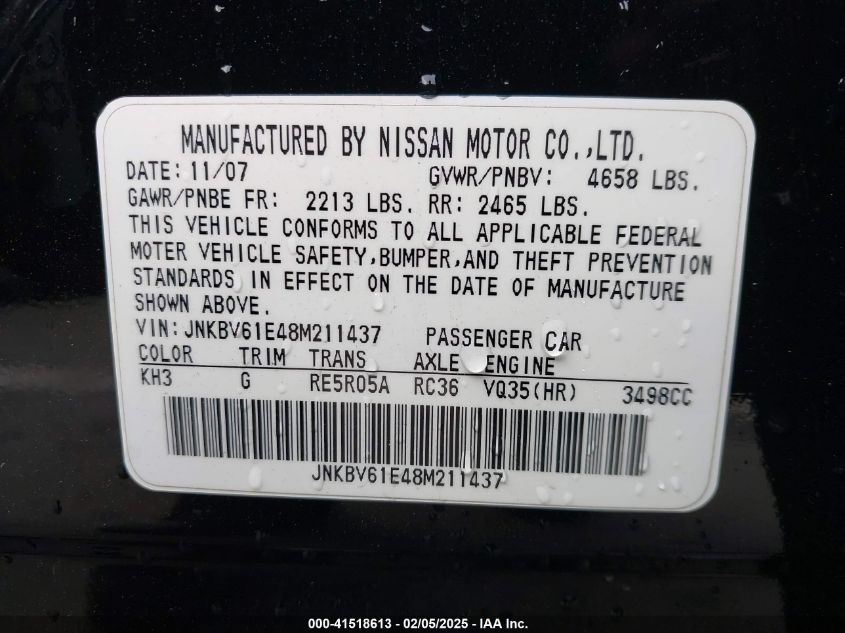 MANUFACTURED BY NISSAN MOTOR CO.,LTD.
DATE: 11/07 GVWR/PNBV: 4658 LBS.
GAWR/PNBE FR: 2213 LBS. RR: 2465 LBS.
THIS VEHICLE CONFORMS TO ALL APPLICABLE FEDERAL
MOTER VEHICLE SAFETY,BUMPER,AND THEFT PREVENTION
STANDARDS IN EFFECT ON THE DATE OF MANUFACTURE
SHOWN ABOVE.
VIN: JNKBV61E48M211437 PASSENGER CAR
COLOR TRIM TRANS AXLE ENGINE
KH3 G RE5R05A RC36 VQ35(HR) 3498CC
JNKBV61E48M211437
000-41518613 - 02/05/2025 - IAA Inc.